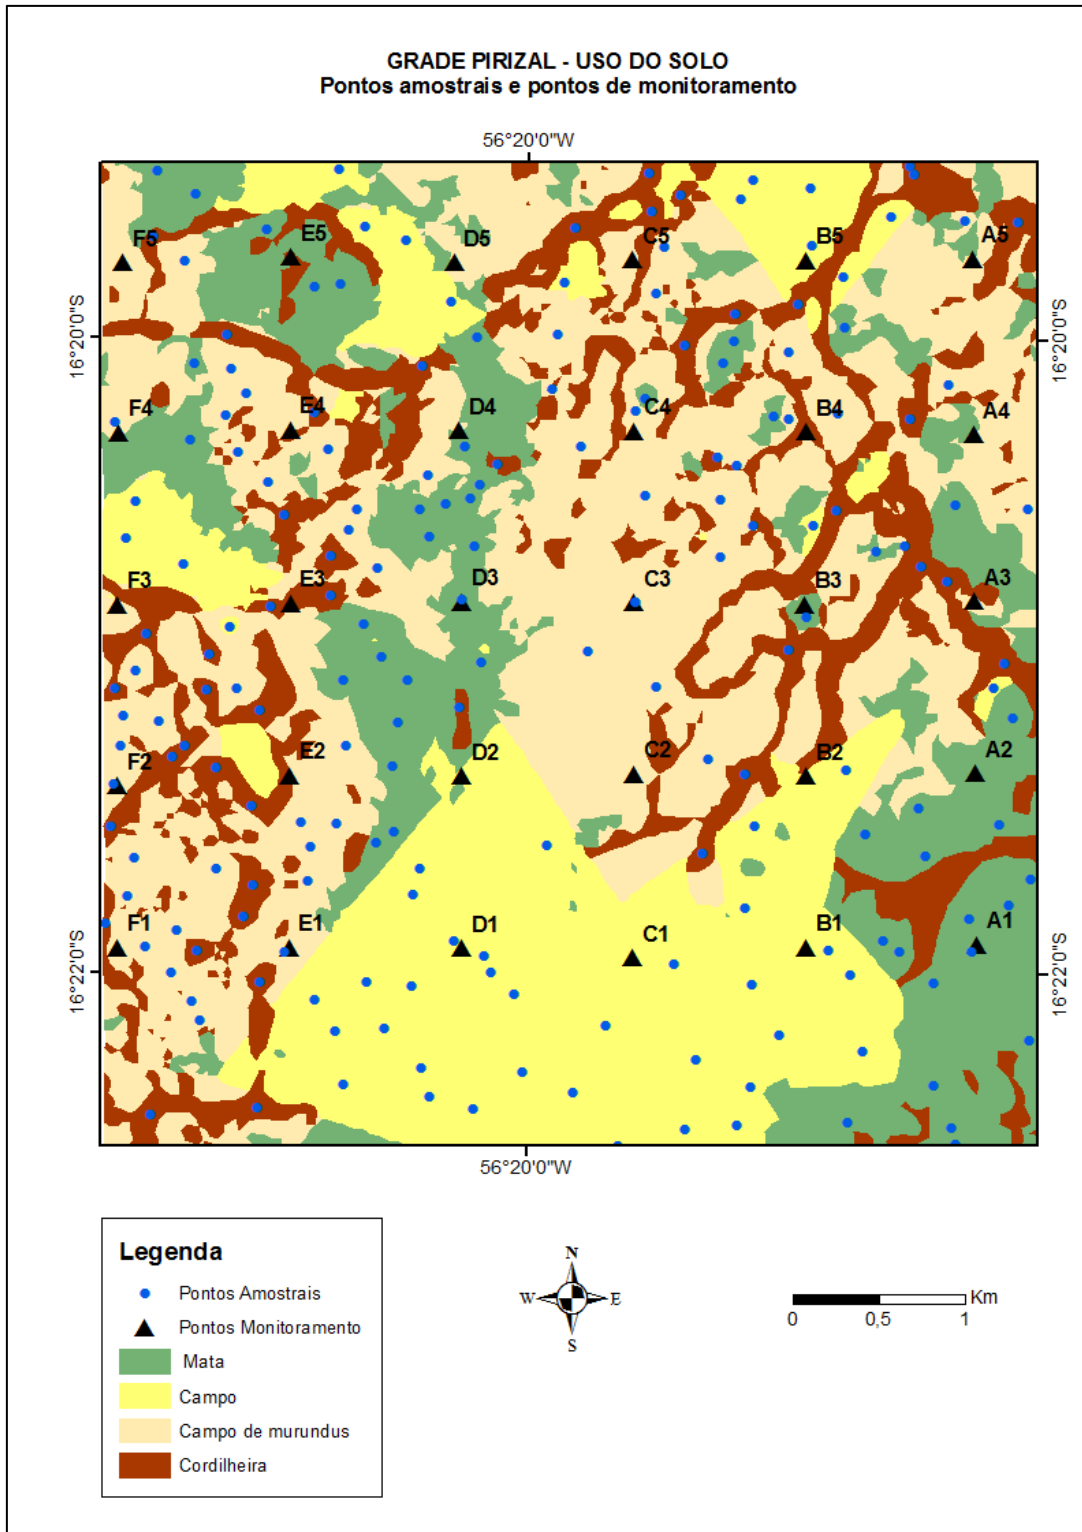 GRADE PIRIZAL - USO DO SOLO
Pontos amostrais e pontos de monitoramento
56°20'0"W
F5 E5 D5 C5 B5 A5
16°20'0"S 16°20'0"S
F4 E4 D4 C4 B4 A4
F3 E3 D3 C3 B3 A3
F2 E2 D2 C2 B2 A2
F1 E1 D1 C1 B1 A1
16°22'0"S 16°22'0"S
56°20'0"W
Legenda
Pontos Amostrais
Pontos Monitoramento
Mata
Campo
Campo de murundus
Cordilheira
N
W E
S
Km
0 0,5 1